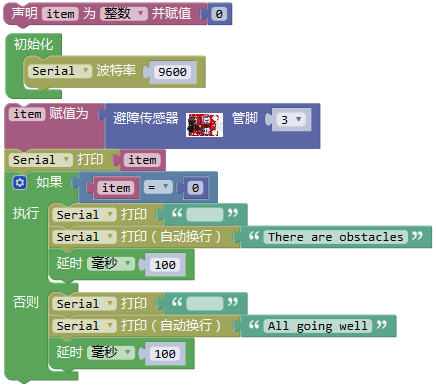 声明 item 为 整数 并赋值 0
初始化
Serial 波特率 9600
item 赋值为 避障传感器 管脚 3
Serial 打印 item
如果 item = 0
执行 Serial 打印 “ ”
Serial 打印（自动换行） “ There are obstacles ”
延时 毫秒 100
否则 Serial 打印 “ ”
Serial 打印（自动换行） “ All going well ”
延时 毫秒 100